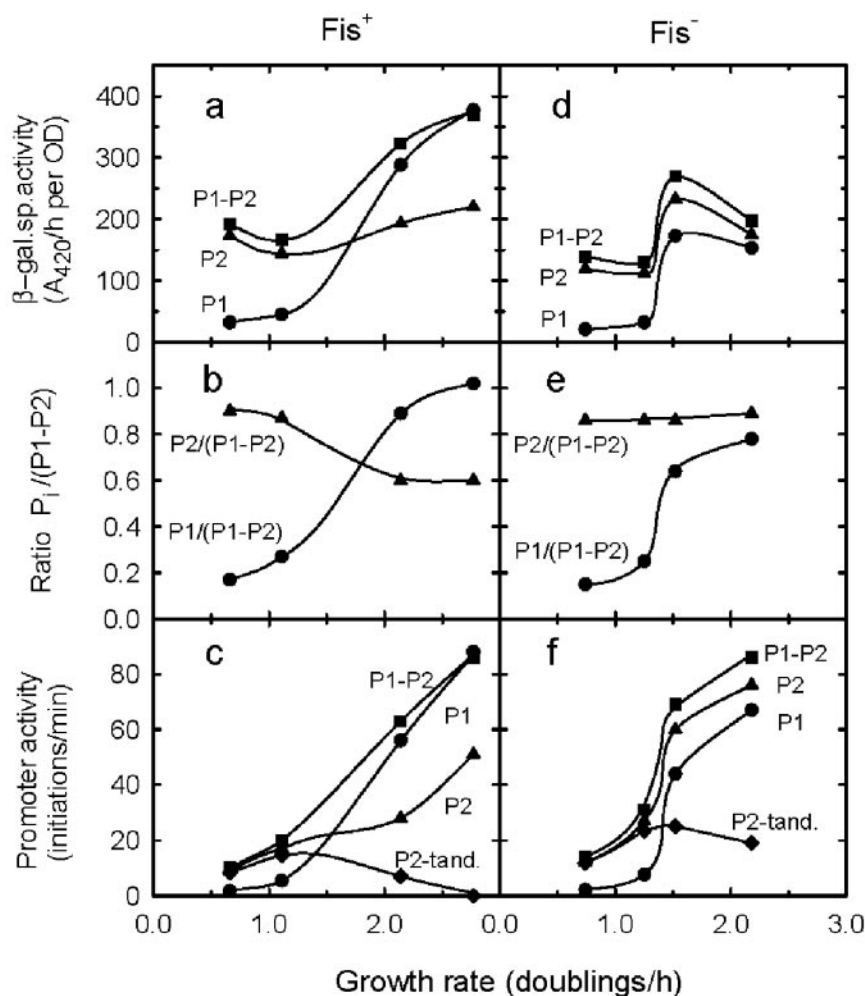 Fis⁺
Fis⁻
β–gal.sp.activity
(A₄₂₀/h per OD)
400
300
200
100
0
a
P1-P2
P2
P1
d
P1-P2
P2
P1
Ratio Pᵢ/(P1-P2)
1.0
0.8
0.6
0.4
0.2
0.0
b
P2/(P1-P2)
P1/(P1-P2)
e
P2/(P1-P2)
P1/(P1-P2)
Promoter activity
(initiations/min)
80
60
40
20
0
c
P1-P2
P1
P2
P2-tand.
f
P1-P2
P2
P1
P2-tand.
0.0 1.0 2.0 0.0 1.0 2.0 3.0
Growth rate (doublings/h)